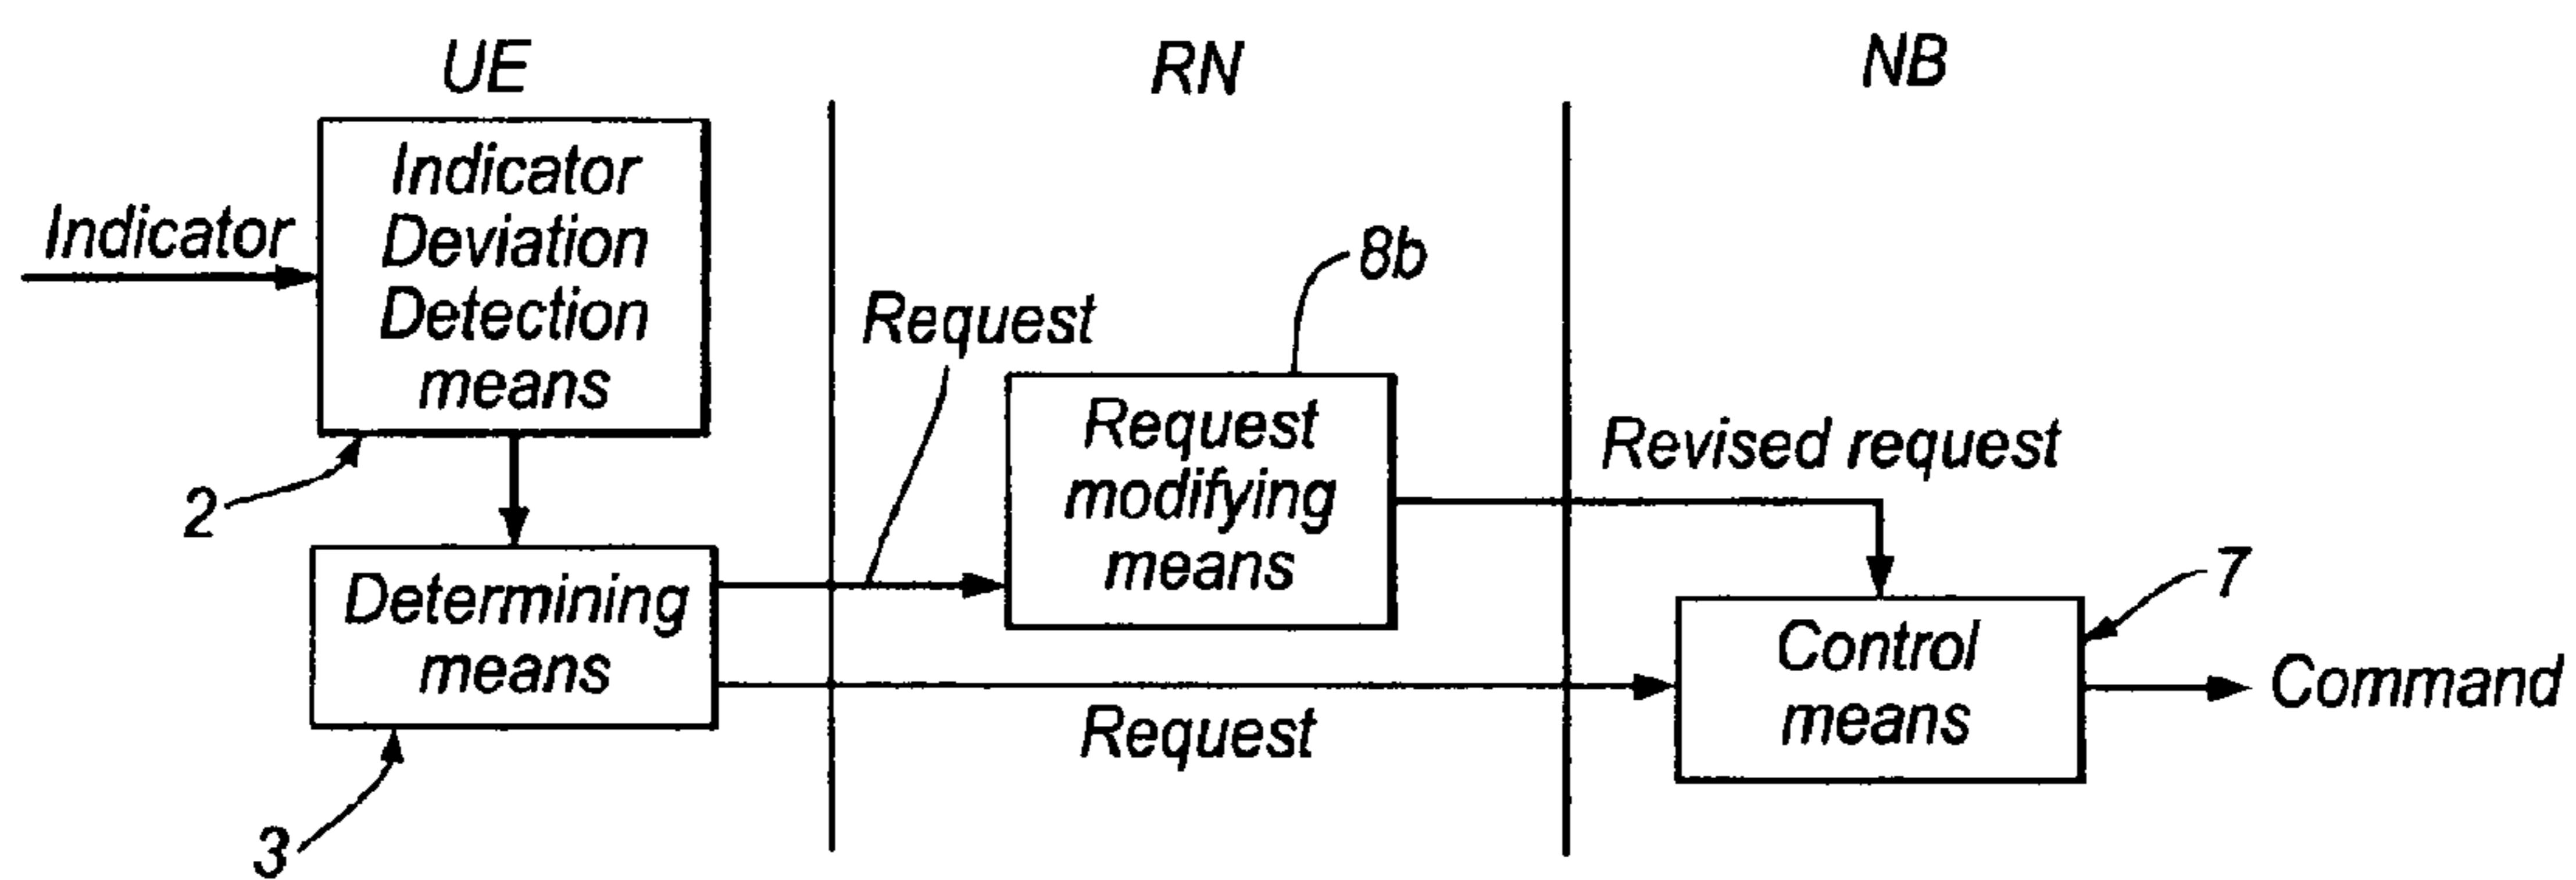 UE
RN
NB
Indicator
Indicator
Deviation
Detection
means
2
Determining
means
3
Request
8b
Request
modifying
means
Request
Revised request
7
Control
means
Command